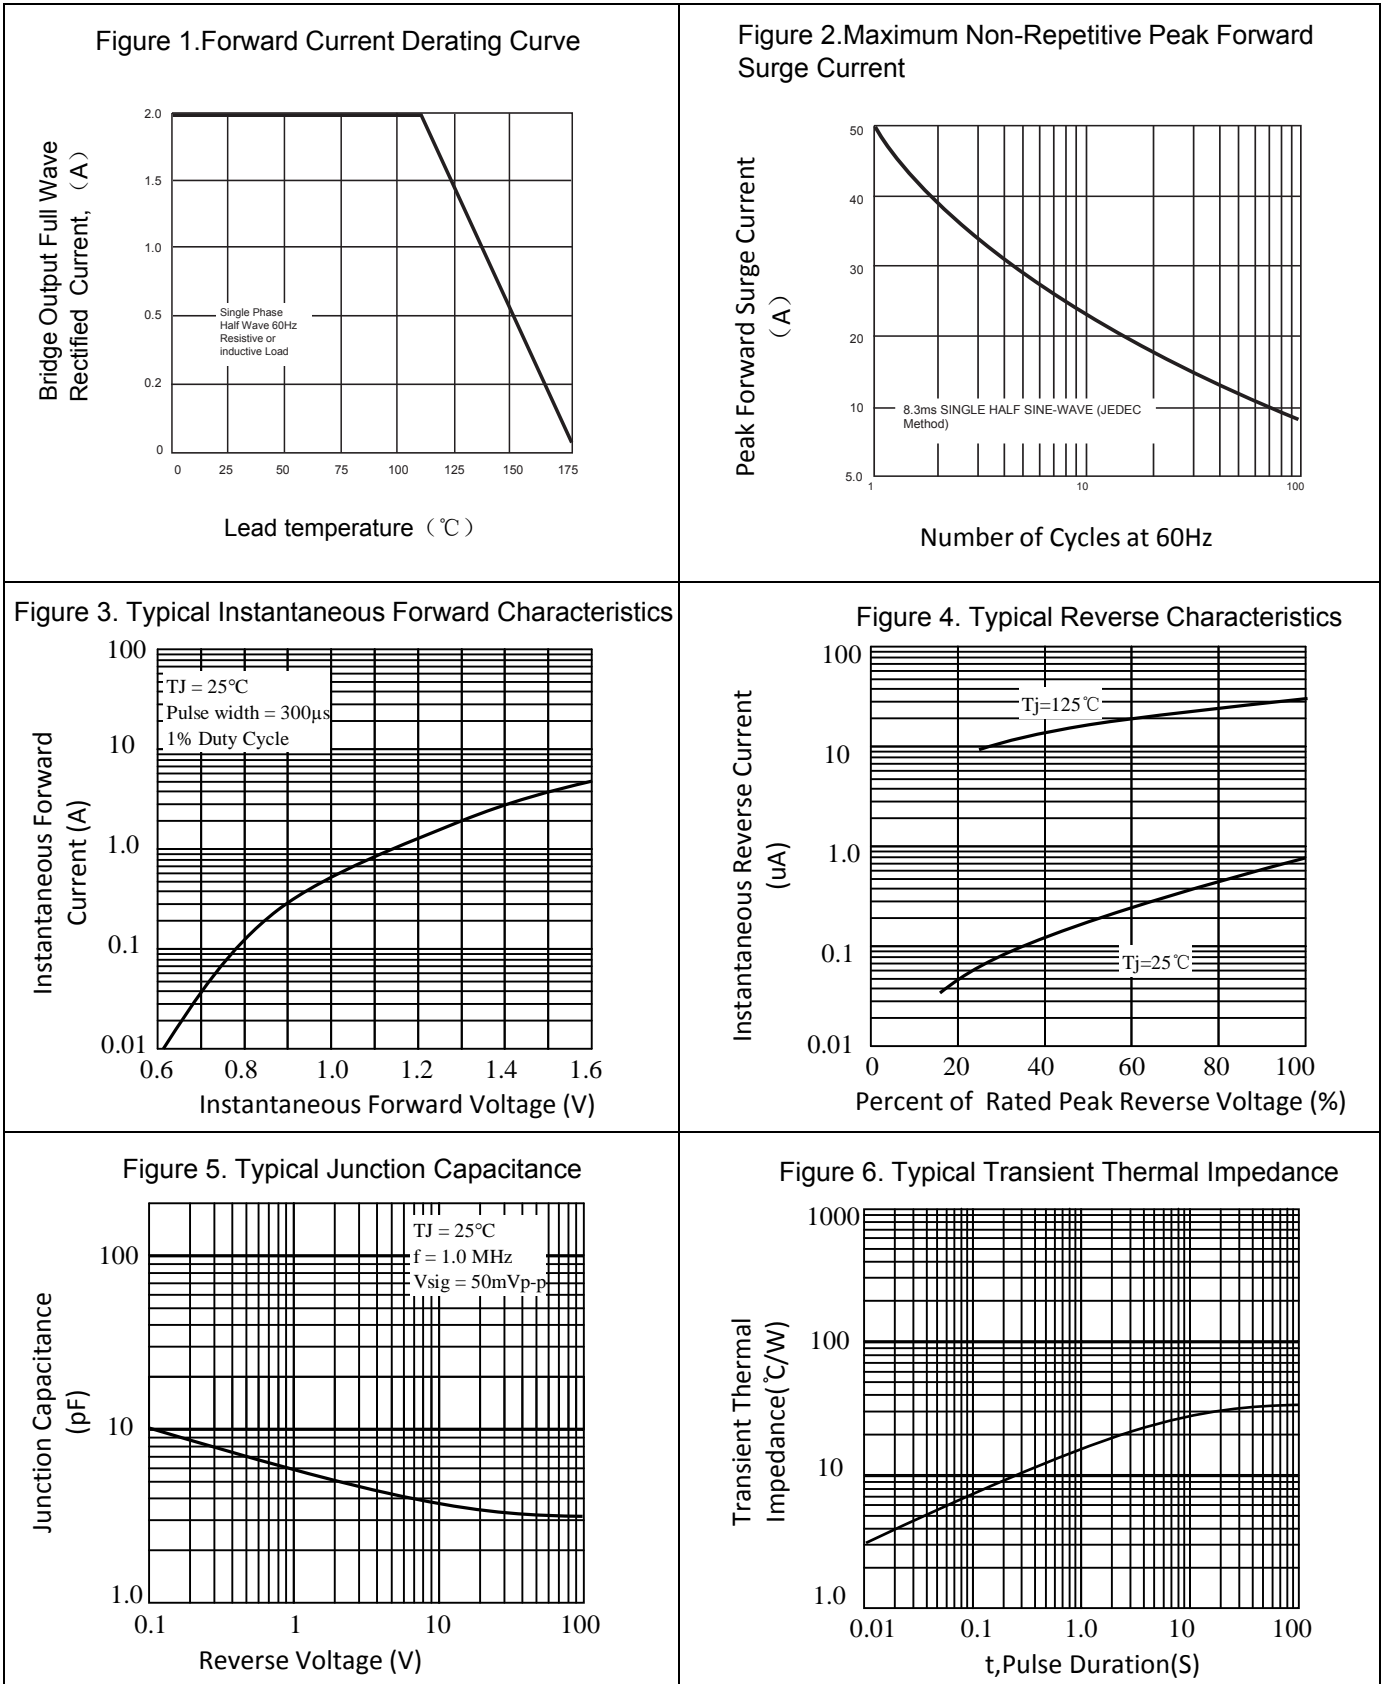 Figure 1.Forward Current Derating Curve
Bridge Output Full Wave
Rectified Current, （A）
2.0
1.5
1.0
0.5
0.2
0
Single Phase
Half Wave 60Hz
Resistive or
inductive Load
0 25 50 75 100 125 150 175
Lead temperature（℃）
Figure 2.Maximum Non-Repetitive Peak Forward
Surge Current
Peak Forward Surge Current
（A）
50
40
30
20
10
5.0
8.3ms SINGLE HALF SINE-WAVE (JEDEC
Method)
1 10 100
Number of Cycles at 60Hz
Figure 3. Typical Instantaneous Forward Characteristics
Instantaneous Forward
Current (A)
100
10
1.0
0.1
0.01
TJ = 25℃
Pulse width = 300μs
1% Duty Cycle
0.6 0.8 1.0 1.2 1.4 1.6
Instantaneous Forward Voltage (V)
Figure 4. Typical Reverse Characteristics
Instantaneous Reverse Current
(uA)
100
10
1.0
0.1
0.01
Tj=125℃
Tj=25℃
0 20 40 60 80 100
Percent of Rated Peak Reverse Voltage (%)
Figure 5. Typical Junction Capacitance
Junction Capacitance
(pF)
100
10
1.0
TJ = 25℃
f = 1.0 MHz
Vsig = 50mVp-p
0.1 1 10 100
Reverse Voltage (V)
Figure 6. Typical Transient Thermal Impedance
Transient Thermal
Impedance(℃/W)
1000
100
10
1.0
0.01 0.1 1.0 10 100
t,Pulse Duration(S)